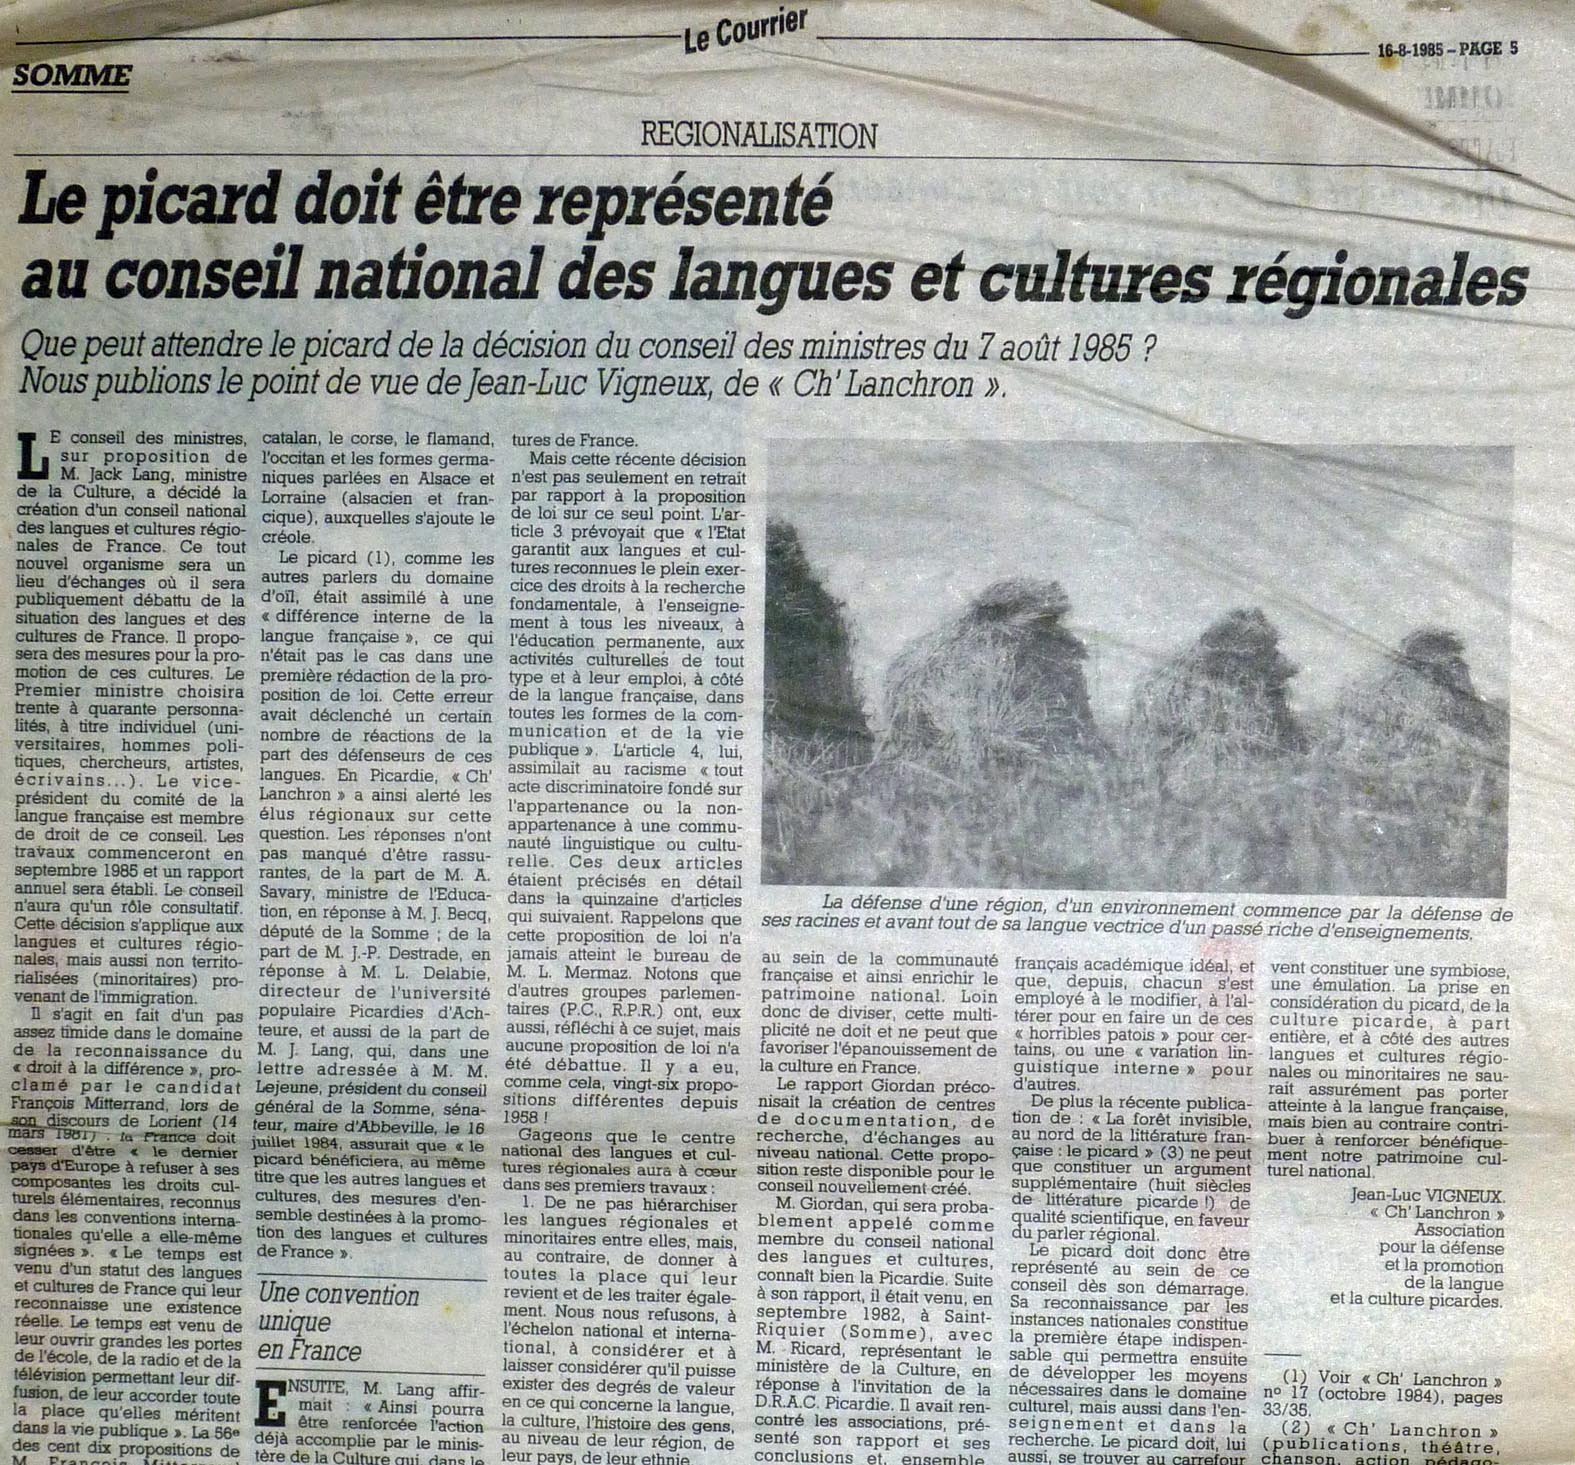 Le Courrier
16-8-1985 – PAGE 5
SOMME
REGIONALISATION
Le picard doit être représenté
au conseil national des langues et cultures régionales
Que peut attendre le picard de la décision du conseil des ministres du 7 août 1985 ?
Nous publions le point de vue de Jean-Luc Vigneux, de « Ch' Lanchron ».
LE conseil des ministres,
sur proposition de
M. Jack Lang, ministre
de la Culture, a décidé la
création d'un conseil national
des langues et cultures régio-
nales de France. Ce tout
nouvel organisme sera un
lieu d'échanges où il sera
publiquement débattu de la
situation des langues et des
cultures de France. Il propo-
sera des mesures pour la pro-
motion de ces cultures. Le
Premier ministre choisira
trente à quarante personna-
lités, à titre individuel (uni-
versitaires, hommes poli-
tiques, chercheurs, artistes,
écrivains...). Le vice-
président du comité de la
langue française est membre
de droit de ce conseil. Les
travaux commenceront en
septembre 1985 et un rapport
annuel sera établi. Le conseil
n'aura qu'un rôle consultatif.
Cette décision s'applique aux
langues et cultures régio-
nales, mais aussi non territo-
rialisées (minoritaires) pro-
venant de l'immigration.
Il s'agit en fait d'un pas
assez timide dans le domaine
de la reconnaissance du
« droit à la différence », pro-
clamé par le candidat
François Mitterrand, lors de
son discours de Lorient (14
mars 1981) : la France doit
cesser d'être « le dernier
pays d'Europe à refuser à ses
composantes les droits cul-
turels élémentaires, reconnus
dans les conventions interna-
tionales qu'elle a elle-même
signées ». « Le temps est
venu d'un statut des langues
et cultures de France qui leur
reconnaisse une existence
réelle. Le temps est venu de
leur ouvrir grandes les portes
de l'école, de la radio et de la
télévision permettant leur dif-
fusion, de leur accorder toute
la place qu'elles méritent
dans la vie publique ». La 56e
des cent dix propositions de
M. François Mitterrand
catalan, le corse, le flamand,
l'occitan et les formes germa-
niques parlées en Alsace et
Lorraine (alsacien et fran-
cique), auxquelles s'ajoute le
créole.
Le picard (1), comme les
autres parlers du domaine
d'oïl, était assimilé à une
« différence interne de la
langue française », ce qui
n'était pas le cas dans une
première rédaction de la pro-
position de loi. Cette erreur
avait déclenché un certain
nombre de réactions de la
part des défenseurs de ces
langues. En Picardie, « Ch'
Lanchron » a ainsi alerté les
élus régionaux sur cette
question. Les réponses n'ont
pas manqué d'être rassu-
rantes, de la part de M. A.
Savary, ministre de l'Educa-
tion, en réponse à M. J. Becq,
député de la Somme ; de la
part de M. J.-P. Destrade, en
réponse à M. L. Delabie,
directeur de l'université
populaire Picardies d'Ach-
teure, et aussi de la part de
M. J. Lang, qui, dans une
lettre adressée à M. M.
Lejeune, président du conseil
général de la Somme, séna-
teur, maire d'Abbeville, le 16
juillet 1984, assurait que « le
picard bénéficiera, au même
titre que les autres langues et
cultures, des mesures d'en-
semble destinées à la promo-
tion des langues et cultures
de France ».
Une convention
unique
en France
ENSUITE, M. Lang affir-
mait : « Ainsi pourra
être renforcée l'action
déjà accomplie par le minis-
tère de la Culture qui, dans le
tures de France.
Mais cette récente décision
n'est pas seulement en retrait
par rapport à la proposition
de loi sur ce seul point. L'ar-
ticle 3 prévoyait que « l'Etat
garantit aux langues et cul-
tures reconnues le plein exer-
cice des droits à la recherche
fondamentale, à l'enseigne-
ment à tous les niveaux, à
l'éducation permanente, aux
activités culturelles de tout
type et à leur emploi, à côté
de la langue française, dans
toutes les formes de la com-
munication et de la vie
publique ». L'article 4, lui,
assimilait au racisme « tout
acte discriminatoire fondé sur
l'appartenance ou la non-
appartenance à une commu-
nauté linguistique ou cultu-
relle. Ces deux articles
étaient précisés en détail
dans la quinzaine d'articles
qui suivaient. Rappelons que
cette proposition de loi n'a
jamais atteint le bureau de
M. L. Mermaz. Notons que
d'autres groupes parlemen-
taires (P.C., R.P.R.) ont, eux
aussi, réfléchi à ce sujet, mais
aucune proposition de loi n'a
été débattue. Il y a eu,
comme cela, vingt-six propo-
sitions différentes depuis
1958 !
Gageons que le centre
national des langues et cul-
tures régionales aura à cœur
dans ses premiers travaux :
1. De ne pas hiérarchiser
les langues régionales et
minoritaires entre elles, mais,
au contraire, de donner à
toutes la place qui leur
revient et de les traiter égale-
ment. Nous nous refusons, à
l'échelon national et interna-
tional, à considérer et à
laisser considérer qu'il puisse
exister des degrés de valeur
en ce qui concerne la langue,
la culture, l'histoire des gens,
au niveau de leur région, de
leur pays, de leur ethnie
La défense d'une région, d'un environnement commence par la défense de
ses racines et avant tout de sa langue vectrice d'un passé riche d'enseignements.
au sein de la communauté
française et ainsi enrichir le
patrimoine national. Loin
donc de diviser, cette multi-
plicité ne doit et ne peut que
favoriser l'épanouissement de
la culture en France.
Le rapport Giordan préco-
nisait la création de centres
de documentation, de
recherche, d'échanges au
niveau national. Cette propo-
sition reste disponible pour le
conseil nouvellement créé.
M. Giordan, qui sera proba-
blement appelé comme
membre du conseil national
des langues et cultures,
connaît bien la Picardie. Suite
à son rapport, il était venu, en
septembre 1982, à Saint-
Riquier (Somme), avec
M. Ricard, représentant le
ministère de la Culture, en
réponse à l'invitation de la
D.R.A.C. Picardie. Il avait ren-
contré les associations, pré-
senté son rapport et ses
conclusions et, ensemble
français académique idéal, et
que, depuis, chacun s'est
employé à le modifier, à l'al-
térer pour en faire un de ces
« horribles patois » pour cer-
tains, ou une « variation lin-
guistique interne » pour
d'autres.
De plus la récente publica-
tion de : « La forêt invisible,
au nord de la littérature fran-
çaise : le picard » (3) ne peut
que constituer un argument
supplémentaire (huit siècles
de littérature picarde !) de
qualité scientifique, en faveur
du parler régional.
Le picard doit donc être
représenté au sein de ce
conseil dès son démarrage.
Sa reconnaissance par les
instances nationales constitue
la première étape indispen-
sable qui permettra ensuite
de développer les moyens
nécessaires dans le domaine
culturel, mais aussi dans l'en-
seignement et dans la
recherche. Le picard doit, lui
aussi, se trouver au carrefour
vent constituer une symbiose,
une émulation. La prise en
considération du picard, de la
culture picarde, à part
entière, et à côté des autres
langues et cultures régio-
nales ou minoritaires ne sau-
rait assurément pas porter
atteinte à la langue française,
mais bien au contraire contri-
buer à renforcer bénéfique-
ment notre patrimoine cul-
turel national.
Jean-Luc VIGNEUX.
« Ch' Lanchron »
Association
pour la défense
et la promotion
de la langue
et la culture picardes.
(1) Voir « Ch' Lanchron »
n° 17 (octobre 1984), pages
33/35.
(2) « Ch' Lanchron »
(publications, théâtre,
chanson, action pédago-